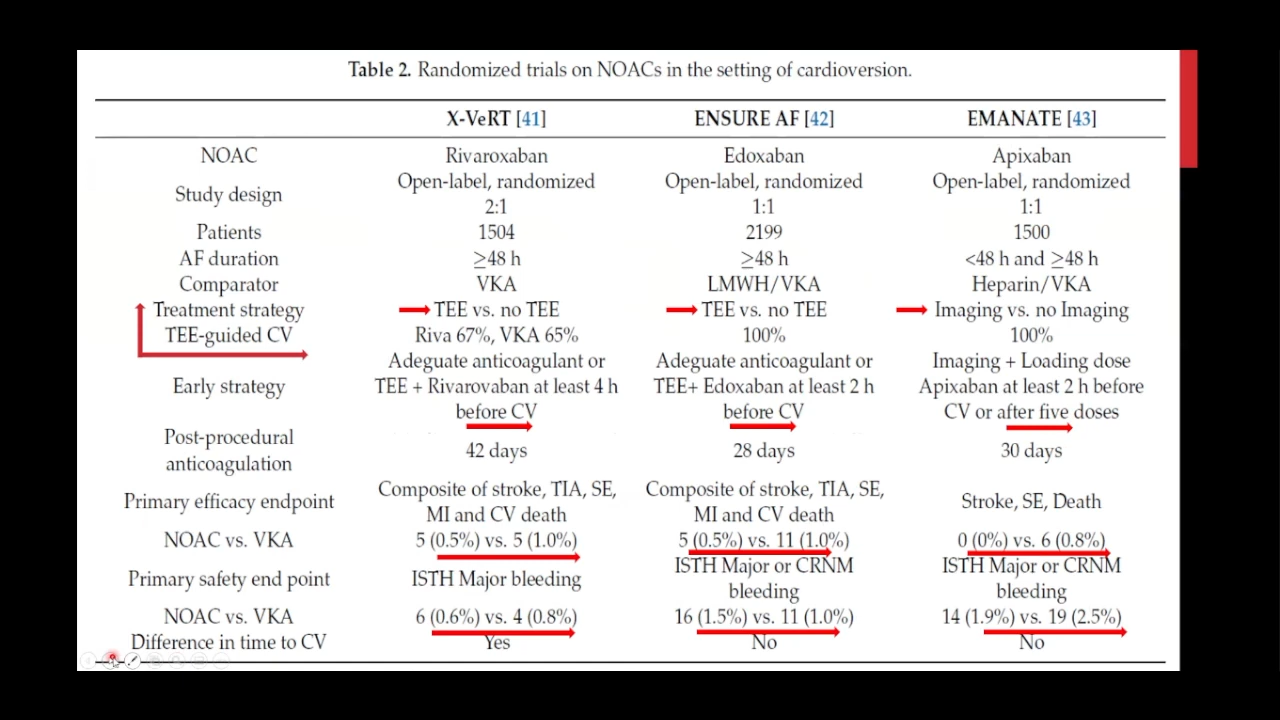 Table 2. Randomized trials on NOACs in the setting of cardioversion.
X-VeRT [41] ENSURE AF [42] EMANATE [43]
NOAC Rivaroxaban Edoxaban Apixaban
Study design Open-label, randomized Open-label, randomized Open-label, randomized
2:1 1:1 1:1
Patients 1504 2199 1500
AF duration ≥48 h ≥48 h <48 h and ≥48 h
Comparator VKA LMWH/VKA Heparin/VKA
Treatment strategy TEE vs. no TEE TEE vs. no TEE Imaging vs. no Imaging
TEE-guided CV Riva 67%, VKA 65% 100% 100%
Adeguate anticoagulant or Adeguate anticoagulant or Imaging + Loading dose
Early strategy TEE + Rivarovaban at least 4 h TEE+ Edoxaban at least 2 h Apixaban at least 2 h before
before CV before CV CV or after five doses
Post-procedural
anticoagulation 42 days 28 days 30 days
Primary efficacy endpoint Composite of stroke, TIA, SE, Composite of stroke, TIA, SE, Stroke, SE, Death
MI and CV death MI and CV death
NOAC vs. VKA 5 (0.5%) vs. 5 (1.0%) 5 (0.5%) vs. 11 (1.0%) 0 (0%) vs. 6 (0.8%)
Primary safety end point ISTH Major bleeding ISTH Major or CRNM ISTH Major or CRNM
bleeding bleeding
NOAC vs. VKA 6 (0.6%) vs. 4 (0.8%) 16 (1.5%) vs. 11 (1.0%) 14 (1.9%) vs. 19 (2.5%)
Difference in time to CV Yes No No